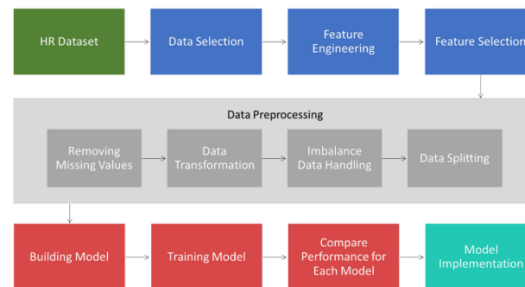 HR Dataset
Data Selection
Feature
Engineering
Feature Selection
Data Preprocessing
Removing
Missing Values
Data
Transformation
Imbalance
Data Handling
Data Splitting
Building Model
Training Model
Compare
Performance for
Each Model
Model
Implementation